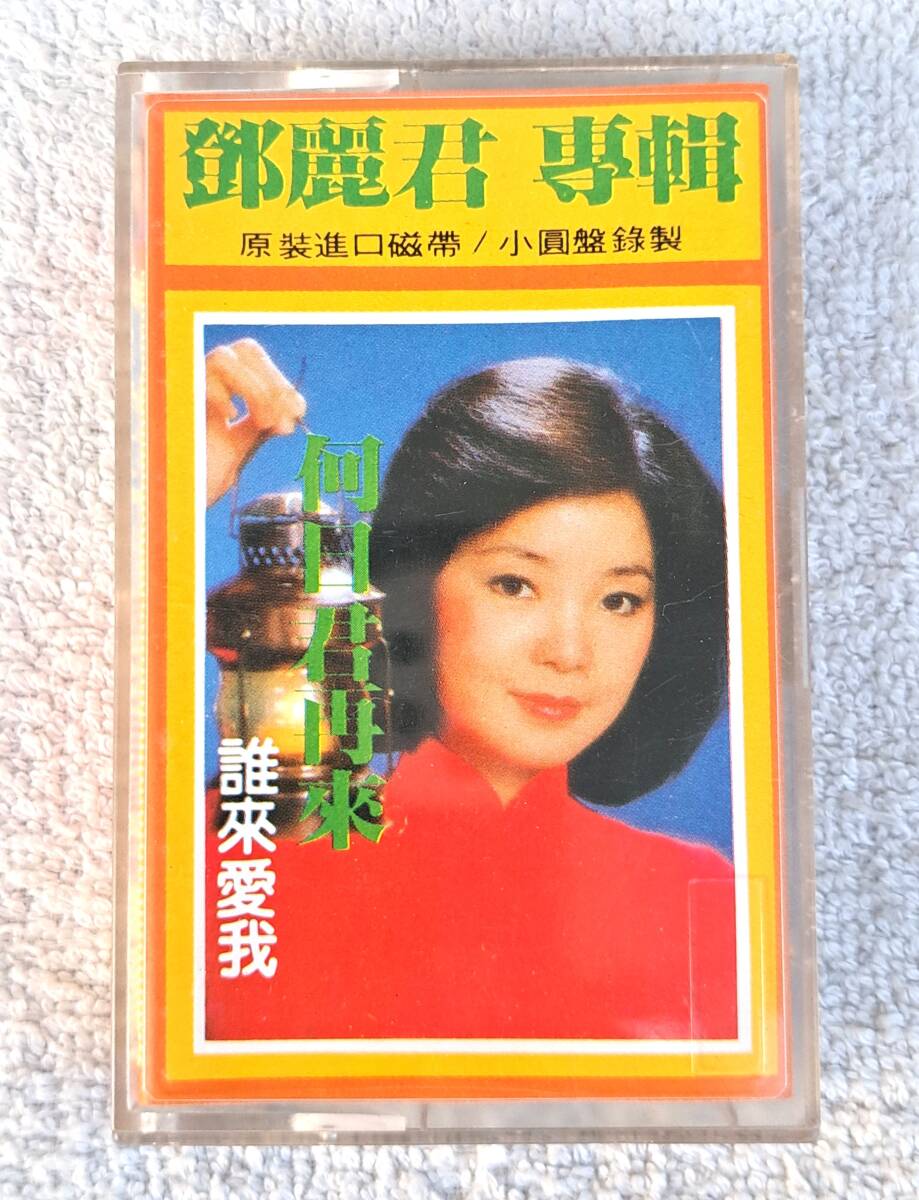 鄧麗君 專輯
原裝進口磁帶/小圓盤錄製
何日君再來
誰來愛我